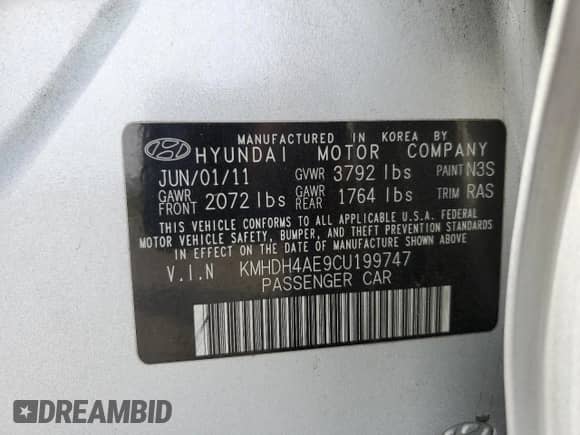 MANUFACTURED IN KOREA BY
HYUNDAI MOTOR COMPANY
JUN/01/11 GVWR 3792 lbs PAINT N3S
GAWR FRONT 2072 lbs GAWR REAR 1764 lbs TRIM RAS
THIS VEHICLE CONFORMS TO ALL APPLICABLE U.S.A. FEDERAL
MOTOR VEHICLE SAFETY, BUMPER, AND THEFT PREVENTION STANDARDS
IN EFFECT ON THE DATE OF MANUFACTURE SHOWN ABOVE.
V.I.N KMHDH4AE9CU199747
PASSENGER CAR
DREAMBID